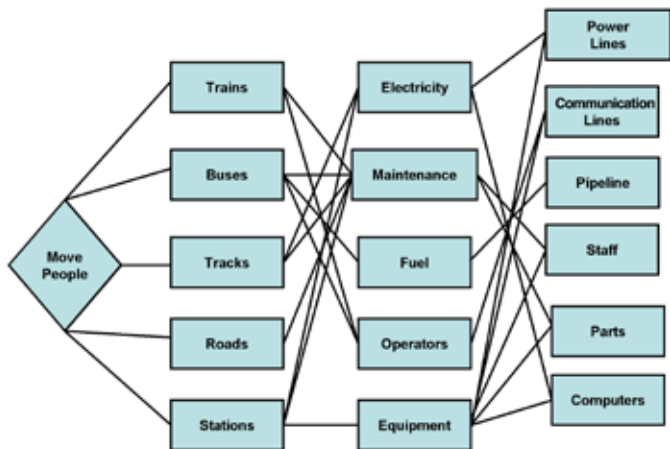 Move
People
Trains
Buses
Tracks
Roads
Stations
Electricity
Maintenance
Fuel
Operators
Equipment
Power
Lines
Communication
Lines
Pipeline
Staff
Parts
Computers